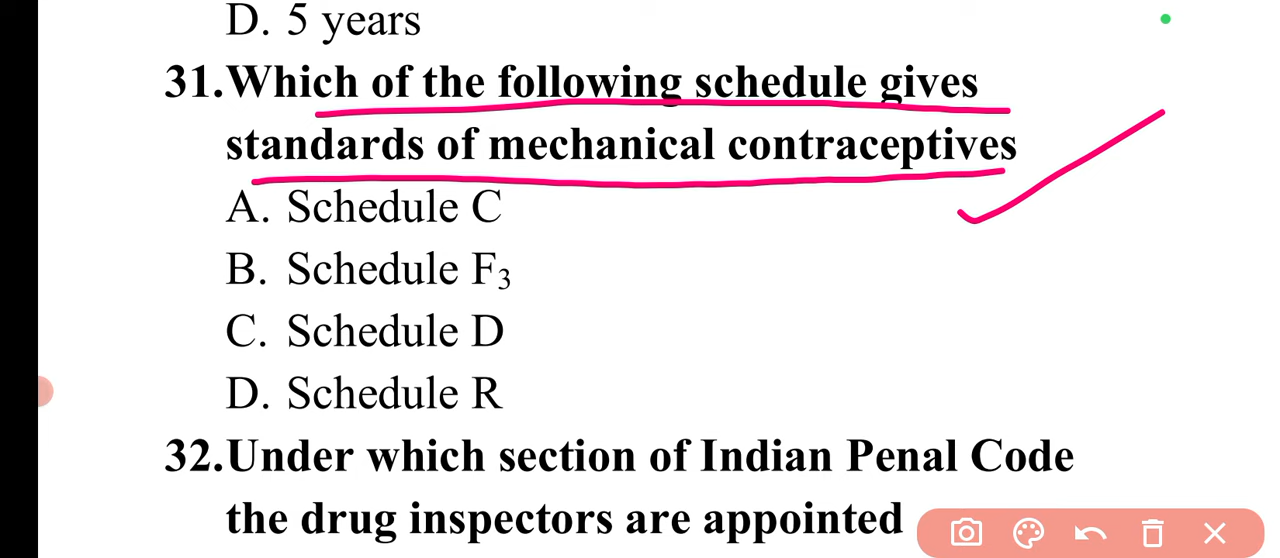 D. 5 years
31.Which of the following schedule gives
standards of mechanical contraceptives
A. Schedule C
B. Schedule F₃
C. Schedule D
D. Schedule R
32.Under which section of Indian Penal Code
the drug inspectors are appointed